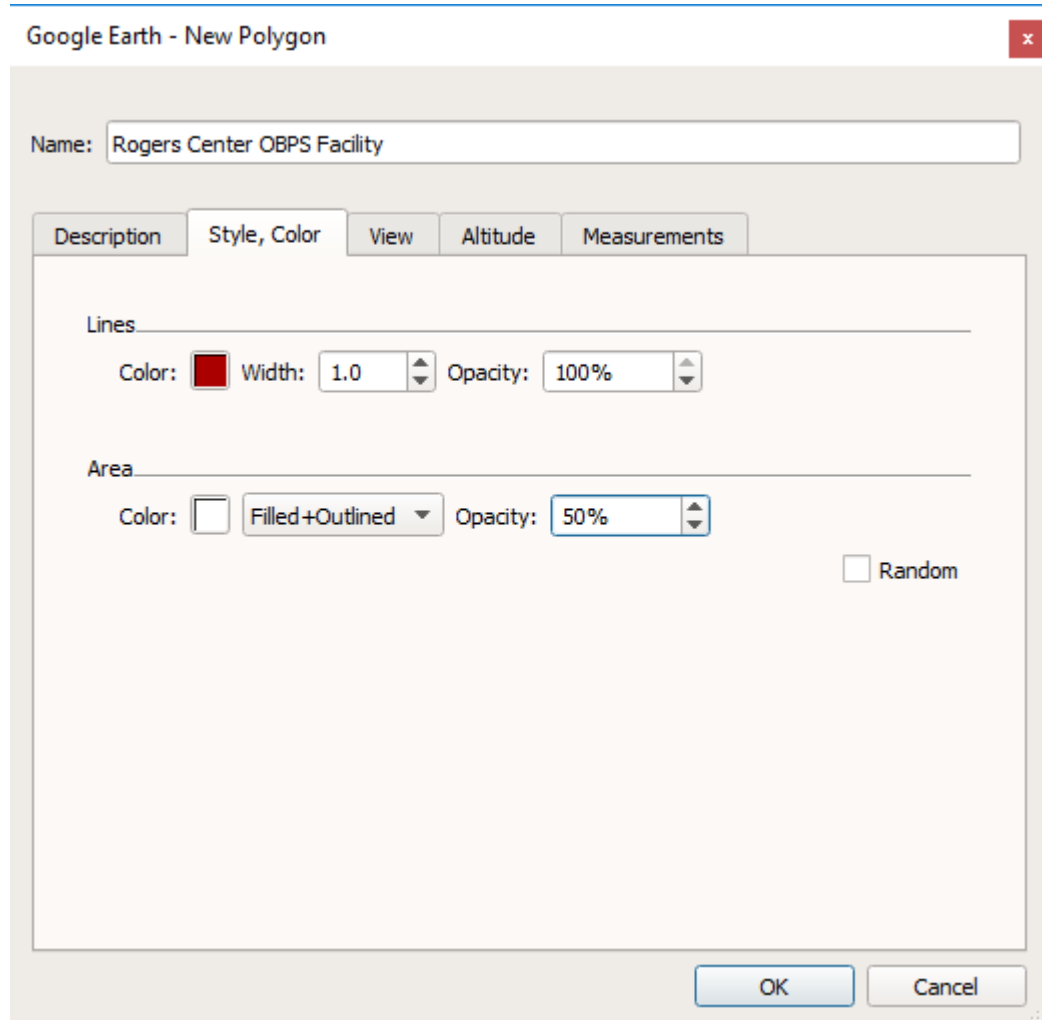 Google Earth - New Polygon
x
Name: Rogers Center OBPS Facility
Description Style, Color View Altitude Measurements
Lines
Color: Width: 1.0 Opacity: 100%
Area
Color: Filled+Outlined Opacity: 50%
Random
OK Cancel